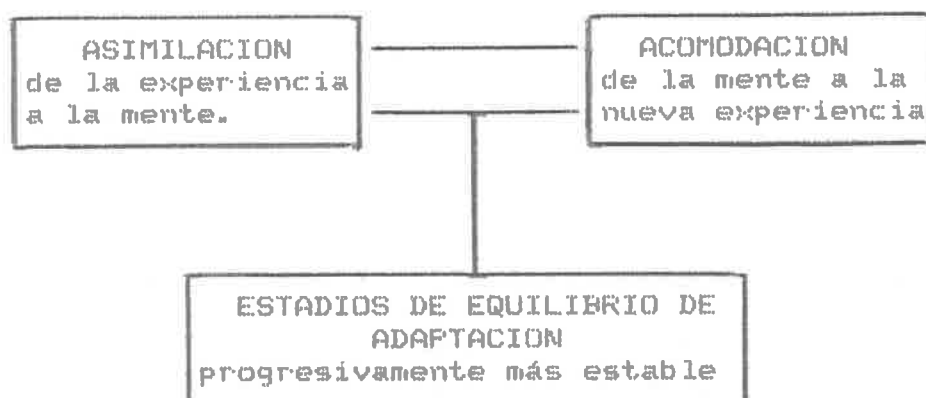 ASIMILACION
de la experiencia
a la mente.
ACOMODACION
de la mente a la
nueva experiencia
ESTADIOS DE EQUILIBRIO DE
ADAPTACION
progresivamente más estable